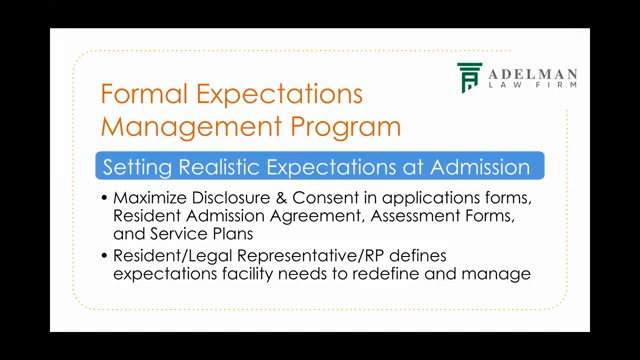 ADELMAN
LAW FIRM
Formal Expectations
Management Program
Setting Realistic Expectations at Admission
• Maximize Disclosure & Consent in applications forms,
Resident Admission Agreement, Assessment Forms,
and Service Plans
• Resident/Legal Representative/RP defines
expectations facility needs to redefine and manage